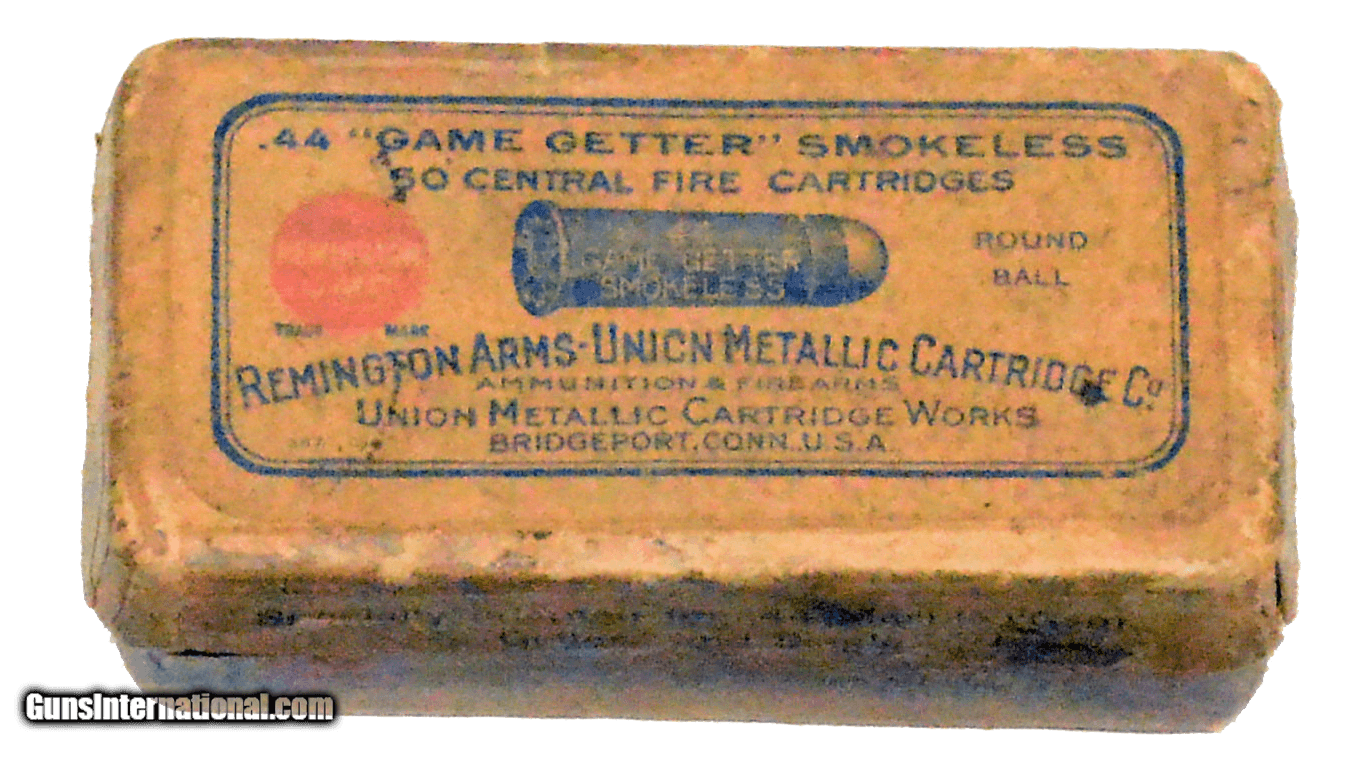 .44 "GAME GETTER" SMOKELESS
50 CENTRAL FIRE CARTRIDGES
44
GAME GETTER
SMOKELESS
ROUND
BALL
TRADE MARK
REMINGTON ARMS-UNION METALLIC CARTRIDGE Co.
AMMUNITION & FIREARMS
UNION METALLIC CARTRIDGE WORKS
BRIDGEPORT, CONN. U.S.A.
GunsInternational.com